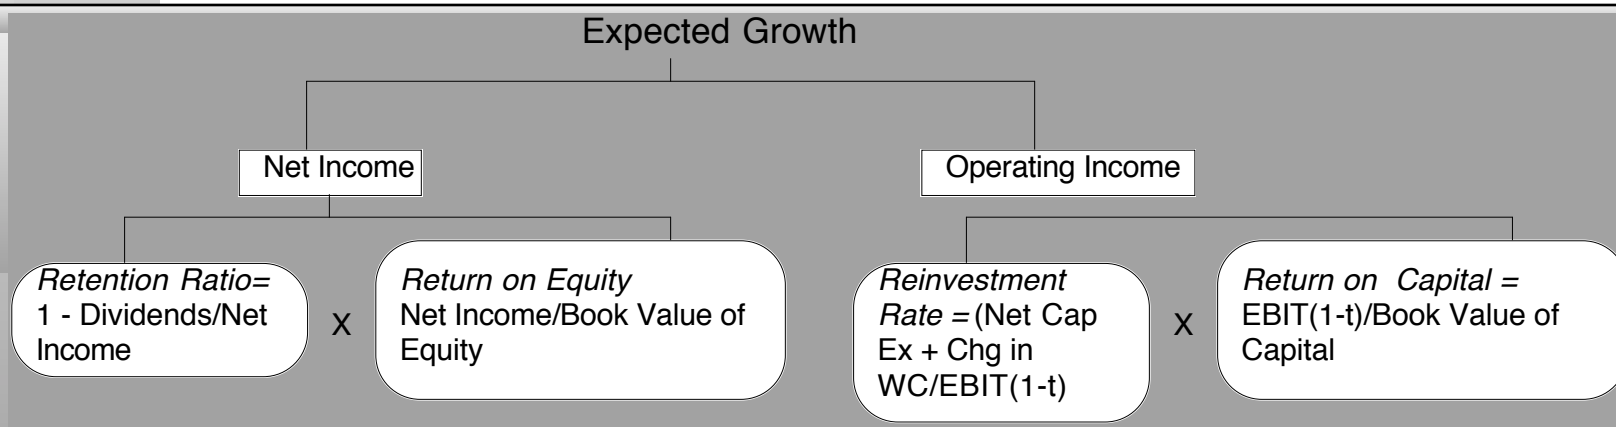 Expected Growth
Net Income
Operating Income
Retention Ratio=
1 - Dividends/Net
Income
X
Return on Equity
Net Income/Book Value of
Equity
Reinvestment
Rate = (Net Cap
Ex + Chg in
WC/EBIT(1-t)
X
Return on Capital =
EBIT(1-t)/Book Value of
Capital